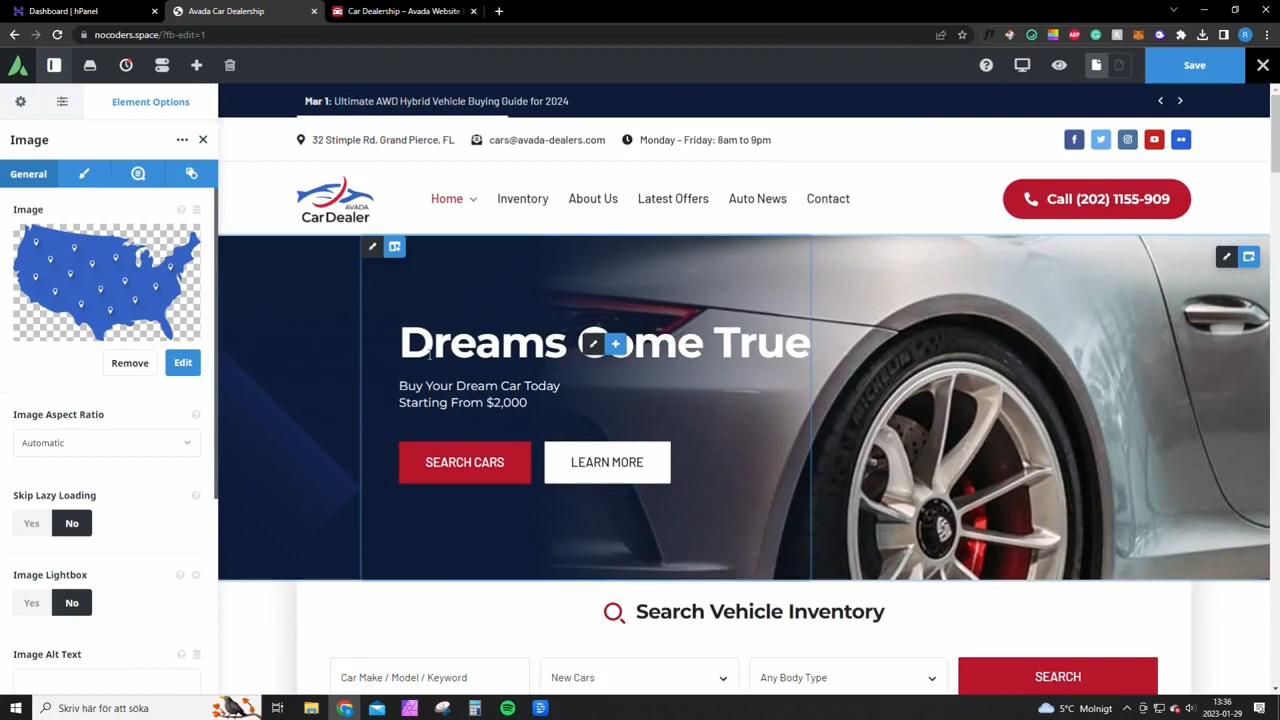 Dashboard | hPanel
Avada Car Dealership
Car Dealership – Avada Website
nocoders.space/?fb-edit=1
Save
Element Options
Image
General
Image
Remove
Edit
Image Aspect Ratio
Automatic
Skip Lazy Loading
Yes
No
Image Lightbox
Yes
No
Image Alt Text
Mar 1: Ultimate AWD Hybrid Vehicle Buying Guide for 2024
32 Stimple Rd, Grand Pierce, FL
cars@avada-dealers.com
Monday – Friday: 8am to 9pm
AVADA
CarDealer
Home
Inventory
About Us
Latest Offers
Auto News
Contact
Call (202) 1155-909
Dreams Come True
Buy Your Dream Car Today
Starting From $2,000
SEARCH CARS
LEARN MORE
Search Vehicle Inventory
Car Make / Model / Keyword
New Cars
Any Body Type
SEARCH
Skriv här för att söka
5°C Molnigt
13:36
2023-01-29